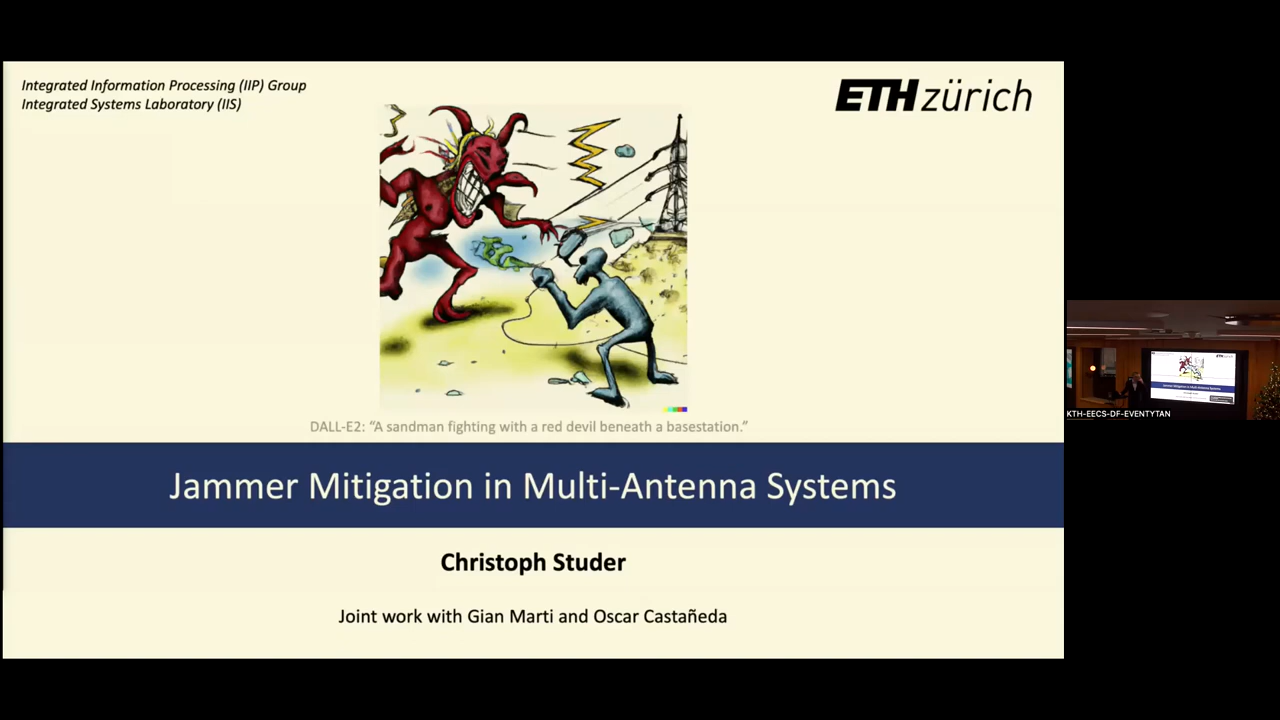 Integrated Information Processing (IIP) Group
Integrated Systems Laboratory (IIS)
ETH zürich
DALL-E2: “A sandman fighting with a red devil beneath a basestation.”
Jammer Mitigation in Multi-Antenna Systems
Christoph Studer
Joint work with Gian Marti and Oscar Castañeda
KTH-EECS-DF-EVENTYTAN